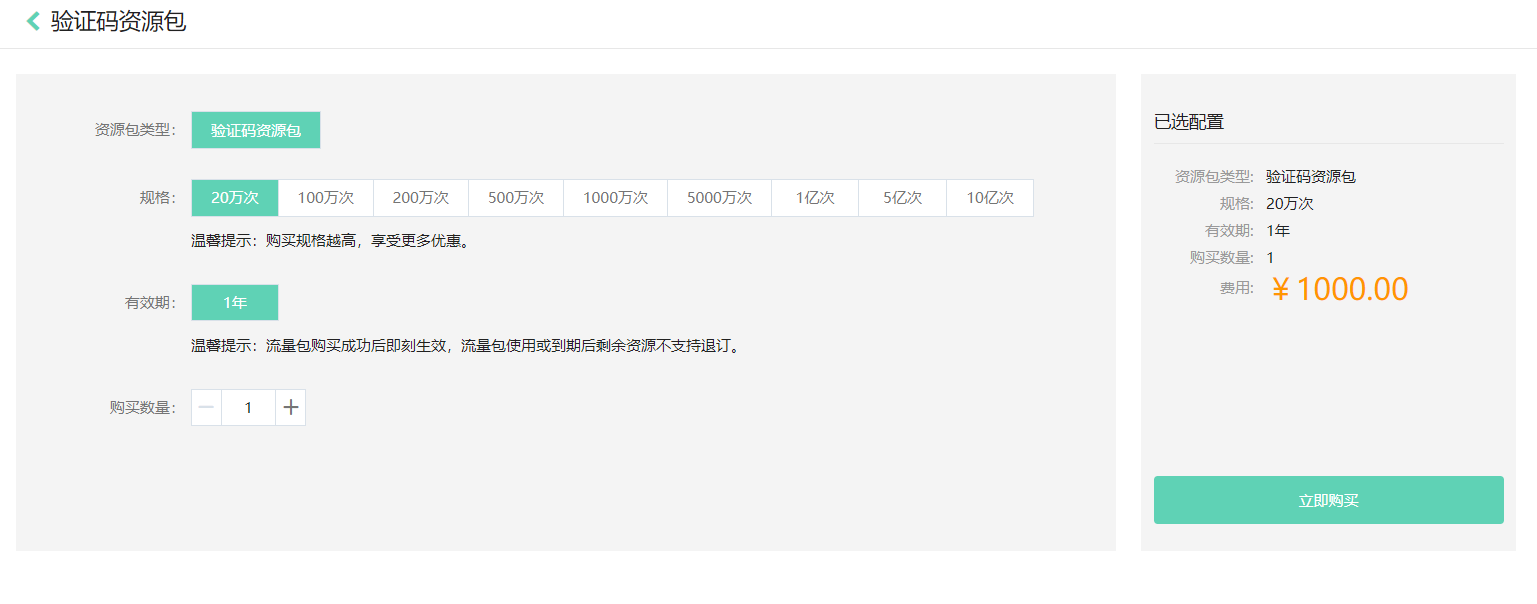 验证码资源包
资源包类型： 验证码资源包
规格： 20万次 100万次 200万次 500万次 1000万次 5000万次 1亿次 5亿次 10亿次
温馨提示：购买规格越高，享受更多优惠。
有效期： 1年
温馨提示：流量包购买成功后即刻生效，流量包使用或到期后剩余资源不支持退订。
购买数量： 1
已选配置
资源包类型: 验证码资源包
规格: 20万次
有效期: 1年
购买数量: 1
费用: ￥1000.00
立即购买